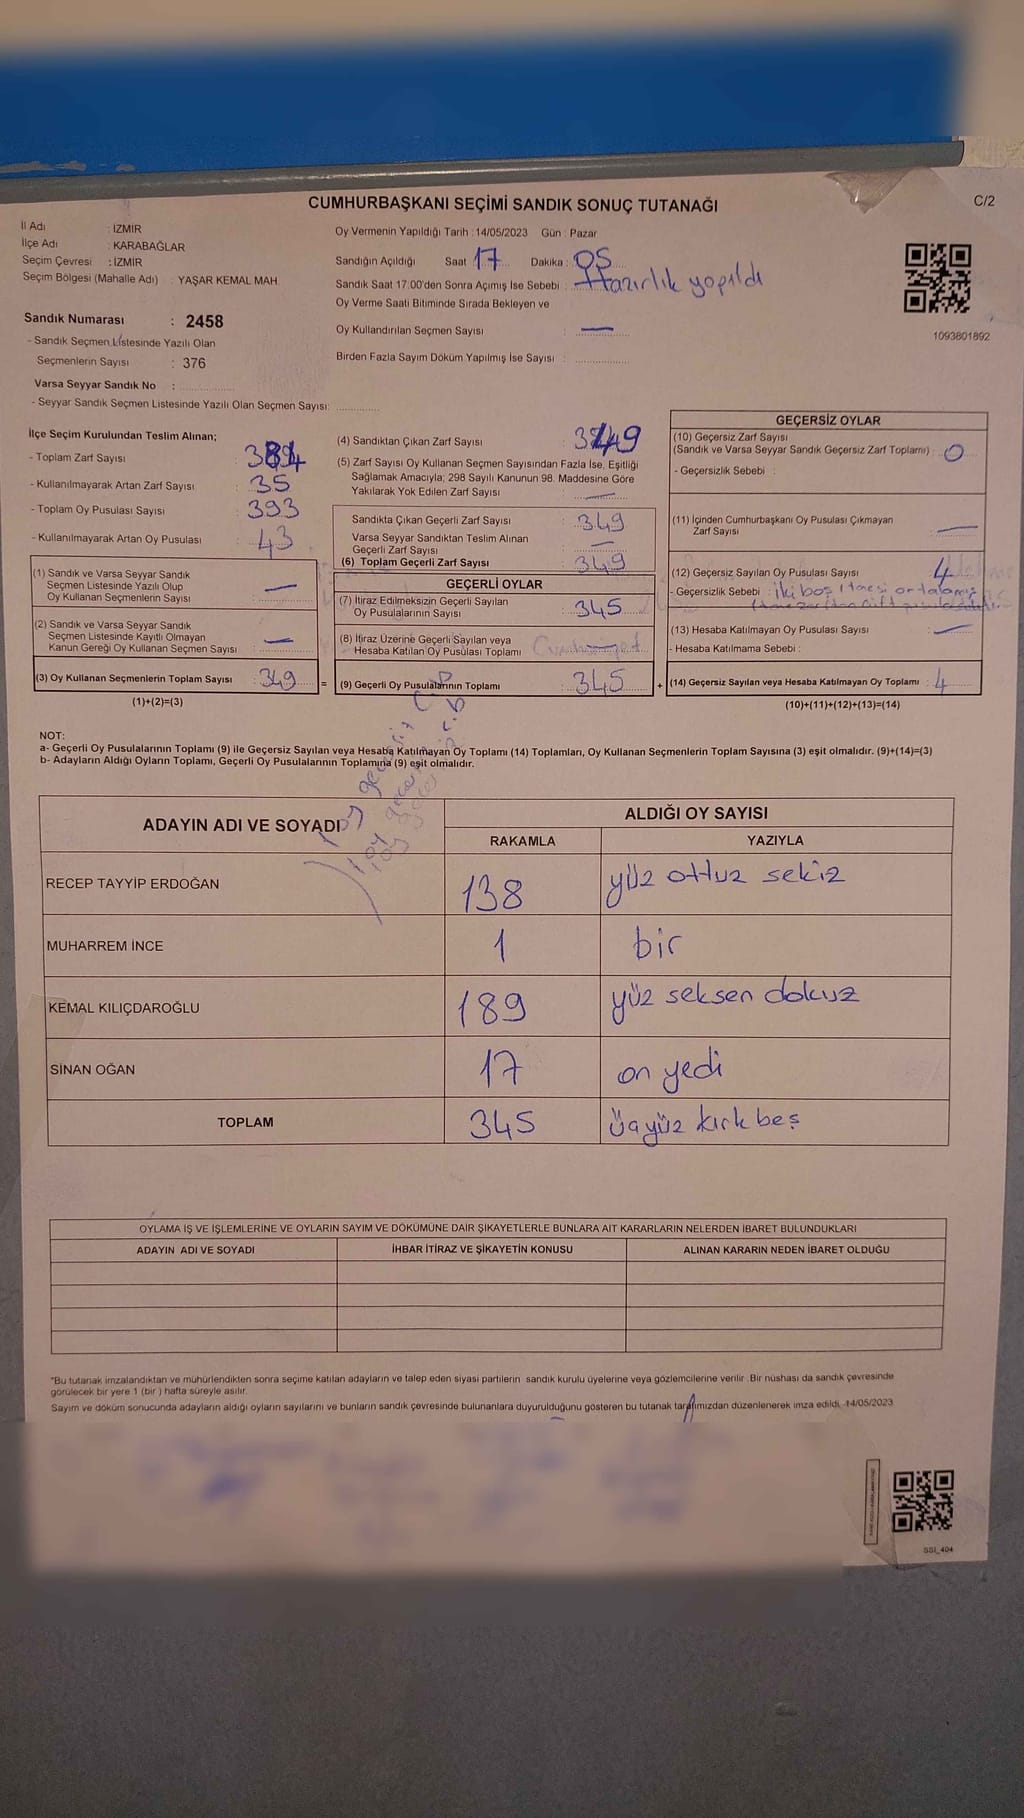 CUMHURBAŞKANI SEÇİMİ SANDIK SONUÇ TUTANAĞI
C/2
İl Adı : İZMİR
İlçe Adı : KARABAĞLAR
Seçim Çevresi : İZMİR
Seçim Bölgesi (Mahalle Adı) : YAŞAR KEMAL MAH.
Sandık Numarası : 2458
- Sandık Seçmen Listesinde Yazılı Olan
Seçmenlerin Sayısı : 376
Varsa Seyyar Sandık No :
- Seyyar Sandık Seçmen Listesinde Yazılı Olan Seçmen Sayısı:
Oy Vermenin Yapıldığı Tarih : 14/05/2023 Gün : Pazar
Sandığın Açıldığı Saat 17 Dakika : 05
Sandık Saat 17:00'den Sonra Açımış İse Sebebi : Hazırlık yapıldı
Oy Verme Saati Bitiminde Sırada Bekleyen ve
Oy Kullandırılan Seçmen Sayısı : —
Birden Fazla Sayım Döküm Yapılmış İse Sayısı :
1093801892
İlçe Seçim Kurulundan Teslim Alınan;
- Toplam Zarf Sayısı :
- Kullanılmayarak Artan Zarf Sayısı : 35
- Toplam Oy Pusulası Sayısı : 393
- Kullanılmayarak Artan Oy Pusulası : 43
(1) Sandık ve Varsa Seyyar Sandık
Seçmen Listesinde Yazılı Olup
Oy Kullanan Seçmenlerin Sayısı : —
(2) Sandık ve Varsa Seyyar Sandık
Seçmen Listesinde Kayıtlı Olmayan
Kanun Gereği Oy Kullanan Seçmen Sayısı : —
(3) Oy Kullanan Seçmenlerin Toplam Sayısı : 349
(1)+(2)=(3)
(4) Sandıktan Çıkan Zarf Sayısı :
(5) Zarf Sayısı Oy Kullanan Seçmen Sayısından Fazla İse, Eşitliği
Sağlamak Amacıyla; 298 Sayılı Kanunun 98. Maddesine Göre
Yakılarak Yok Edilen Zarf Sayısı : —
Sandıkta Çıkan Geçerli Zarf Sayısı : 349
Varsa Seyyar Sandıktan Teslim Alınan
Geçerli Zarf Sayısı : —
(6) Toplam Geçerli Zarf Sayısı : 349
GEÇERLİ OYLAR
(7) İtiraz Edilmeksizin Geçerli Sayılan
Oy Pusulalarının Sayısı : 345
(8) İtiraz Üzerine Geçerli Sayılan veya
Hesaba Katılan Oy Pusulası Toplamı : —
= (9) Geçerli Oy Pusulalarının Toplamı : 345
GEÇERSİZ OYLAR
(10) Geçersiz Zarf Sayısı
(Sandık ve Varsa Seyyar Sandık Geçersiz Zarf Toplamı) : 0
- Geçersizlik Sebebi :
(11) İçinden Cumhurbaşkanı Oy Pusulası Çıkmayan
Zarf Sayısı : —
(12) Geçersiz Sayılan Oy Pusulası Sayısı : 4
- Geçersizlik Sebebi : iki boş
(13) Hesaba Katılmayan Oy Pusulası Sayısı : —
- Hesaba Katılmama Sebebi :
+ (14) Geçersiz Sayılan veya Hesaba Katılmayan Oy Toplamı : 4
(10)+(11)+(12)+(13)=(14)
NOT:
a- Geçerli Oy Pusulalarının Toplamı (9) ile Geçersiz Sayılan veya Hesaba Katılmayan Oy Toplamı (14) Toplamları, Oy Kullanan Seçmenlerin Toplam Sayısına (3) eşit olmalıdır. (9)+(14)=(3)
b- Adayların Aldığı Oyların Toplamı, Geçerli Oy Pusulalarının Toplamına (9) eşit olmalıdır.
ADAYIN ADI VE SOYADI
ALDIĞI OY SAYISI
RAKAMLA YAZIYLA
RECEP TAYYİP ERDOĞAN 138 yüz ottuz sekiz
MUHARREM İNCE 1 bir
KEMAL KILIÇDAROĞLU 189 yüz seksen dokuz
SİNAN OĞAN 17 on yedi
TOPLAM 345 üçyüz kırk beş
OYLAMA İŞ VE İŞLEMLERİNE VE OYLARIN SAYIM VE DÖKÜMÜNE DAİR ŞİKAYETLERLE BUNLARA AİT KARARLARIN NELERDEN İBARET BULUNDUKLARI
ADAYIN ADI VE SOYADI İHBAR İTİRAZ VE ŞİKAYETİN KONUSU ALINAN KARARIN NEDEN İBARET OLDUĞU
"Bu tutanak imzalandıktan ve mühürlendikten sonra seçime katılan adayların ve talep eden siyasi partilerin sandık kurulu üyelerine veya gözlemcilerine verilir. Bir nüshası da sandık çevresinde
görülecek bir yere 1 (bir ) hafta süreyle asılır.
Sayım ve döküm sonucunda adayların aldığı oyların sayılarını ve bunların sandık çevresinde bulunanlara duyurulduğunu gösteren bu tutanak tarafımızdan düzenlenerek imza edildi. 14/05/2023
SSI_404